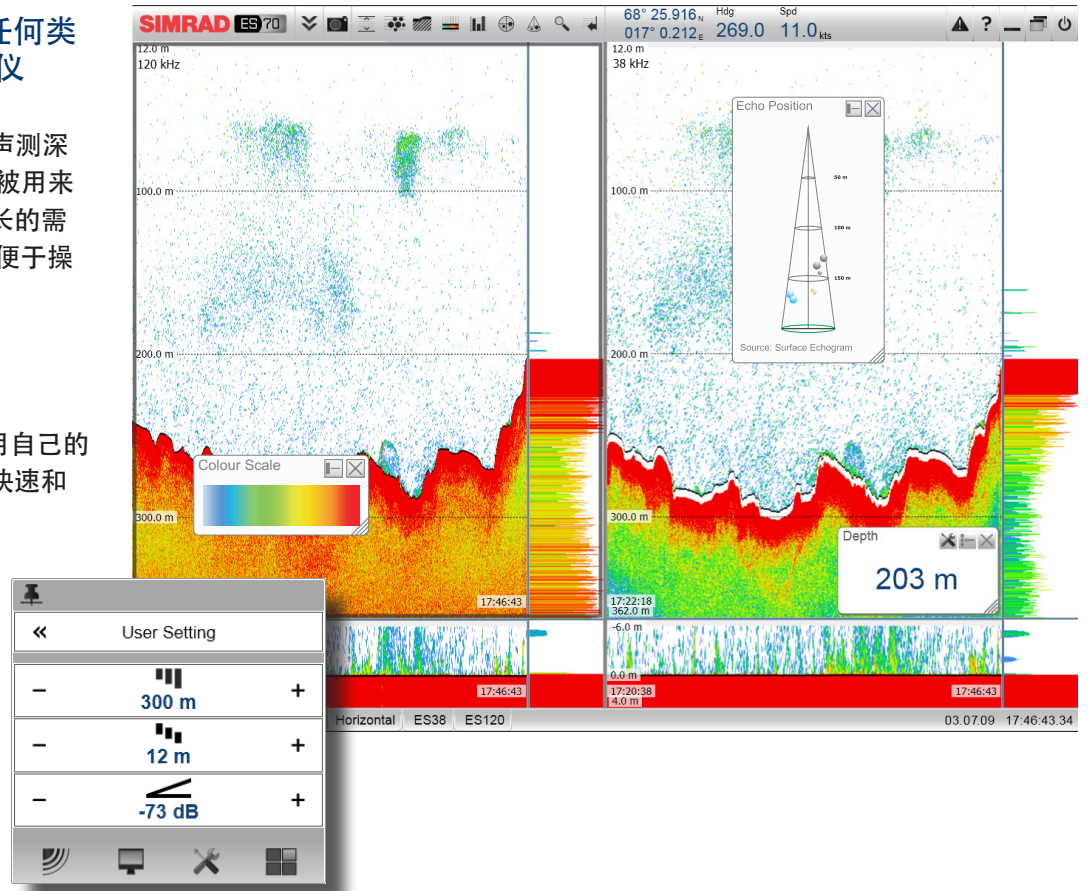 任何类
仪
声测深
被用来
长的需
便于操
用自己的
快速和
SIMRAD ES 70
68° 25.916 N
017° 0.212 E
Hdg
269.0
Spd
11.0 kts
?
12.0 m
120 kHz
100.0 m
200.0 m
300.0 m
17:46:43
Colour Scale
12.0 m
38 kHz
100.0 m
200.0 m
300.0 m
17:22:18
362.0 m
Echo Position
50 m
100 m
150 m
Source: Surface Echogram
Depth
203 m
17:46:43
-6.0 m
0.0 m
17:20:38
4.0 m
17:46:43
Horizontal ES38 ES120
03.07.09 17:46:43.34
« User Setting
- 300 m +
- 12 m +
- -73 dB +